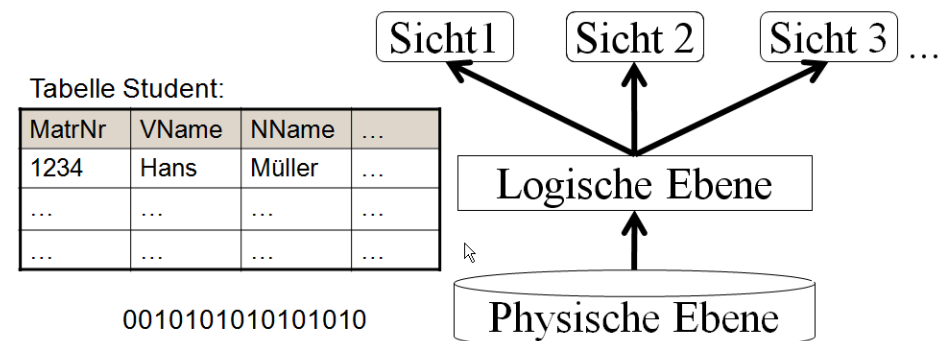 Sicht1 Sicht 2 Sicht 3 ...
Tabelle Student:
MatrNr VName NName ...
1234 Hans Müller ...
... ... ... ...
... ... ... ...
Logische Ebene
0010101010101010
Physische Ebene